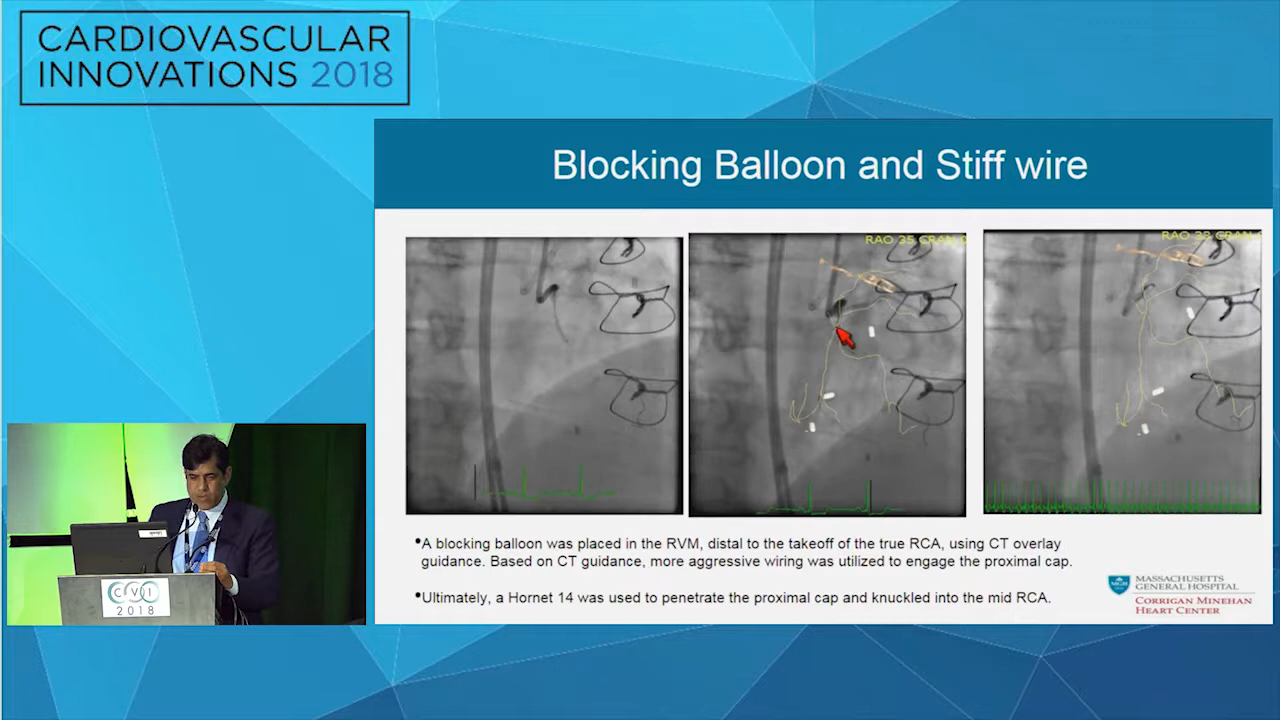 CARDIOVASCULAR
INNOVATIONS 2018
Blocking Balloon and Stiff wire
RAO 35 CRAN 0
RAO 33 CRAN
•A blocking balloon was placed in the RVM, distal to the takeoff of the true RCA, using CT overlay
guidance. Based on CT guidance, more aggressive wiring was utilized to engage the proximal cap.
•Ultimiately, a Hornet 14 was used to penetrate the proximal cap and knuckled into the mid RCA.
MASSACHUSETTS
GENERAL HOSPITAL
CORRIGAN MINEHAN
HEART CENTER
CVI
2018